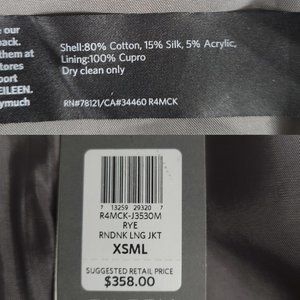 e our
back.
them at
tores
port
EILEEN.
ymuch
Shell:80% Cotton, 15% Silk, 5% Acrylic,
Lining:100% Cupro
Dry clean only
RN#78121/CA#34460 R4MCK
7 13259 29320 7
R4MCK-J3530M
RYE
RNDNK LNG JKT
XSML
SUGGESTED RETAIL PRICE
$358.00